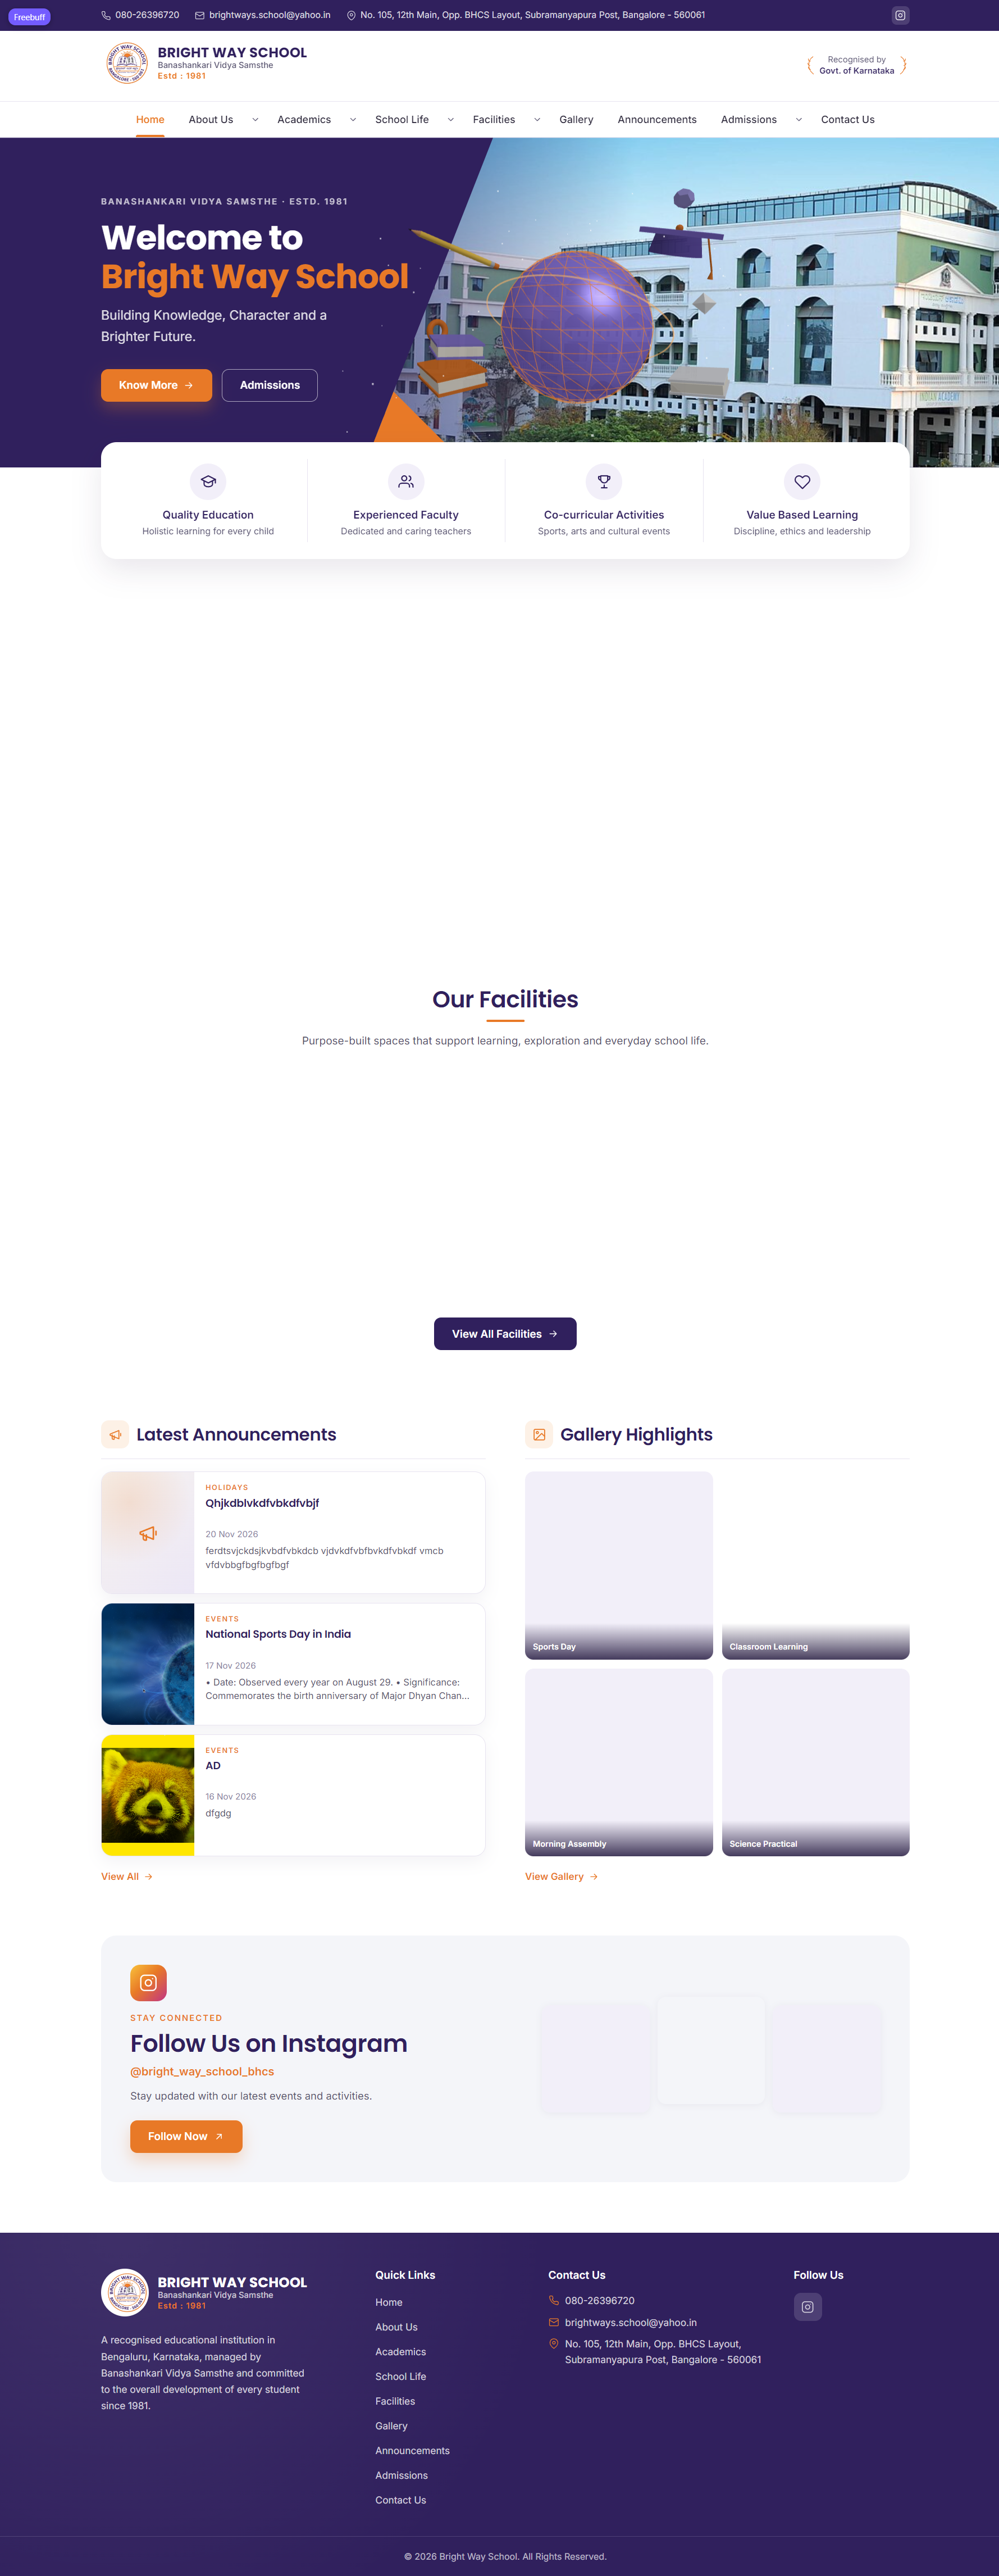 Freebuff
080-26396720
brightways.school@yahoo.in
No. 105, 12th Main, Opp. BHCS Layout, Subramanyapura Post, Bangalore - 560061
BRIGHT WAY SCHOOL
Banashankari Vidya Samsthe
Estd : 1981
Recognised by
Govt. of Karnataka
Home
About Us
Academics
School Life
Facilities
Gallery
Announcements
Admissions
Contact Us
BANASHANKARI VIDYA SAMSTHE · ESTD. 1981
Welcome to
Bright Way School
Building Knowledge, Character and a
Brighter Future.
Know More →
Admissions
INDIAN ACADEMY
Quality Education
Holistic learning for every child
Experienced Faculty
Dedicated and caring teachers
Co-curricular Activities
Sports, arts and cultural events
Value Based Learning
Discipline, ethics and leadership
Our Facilities
Purpose-built spaces that support learning, exploration and everyday school life.
View All Facilities →
Latest Announcements
HOLIDAYS
Qhjkdblvkdfvbkdfvbjf
20 Nov 2026
ferdtsvjckdsjkvbdfvbkdcb vjdvkdfvbfbvkdfvbkdf vmcb
vfdvbbgfbgfbgfbgf
EVENTS
National Sports Day in India
17 Nov 2026
• Date: Observed every year on August 29. • Significance:
Commemorates the birth anniversary of Major Dhyan Chan...
EVENTS
AD
16 Nov 2026
dfgdg
View All →
Gallery Highlights
Sports Day
Classroom Learning
Morning Assembly
Science Practical
View Gallery →
STAY CONNECTED
Follow Us on Instagram
@bright_way_school_bhcs
Stay updated with our latest events and activities.
Follow Now ↗
BRIGHT WAY SCHOOL
Banashankari Vidya Samsthe
Estd : 1981
A recognised educational institution in
Bengaluru, Karnataka, managed by
Banashankari Vidya Samsthe and committed
to the overall development of every student
since 1981.
Quick Links
Home
About Us
Academics
School Life
Facilities
Gallery
Announcements
Admissions
Contact Us
Contact Us
080-26396720
brightways.school@yahoo.in
No. 105, 12th Main, Opp. BHCS Layout,
Subramanyapura Post, Bangalore - 560061
Follow Us
© 2026 Bright Way School. All Rights Reserved.